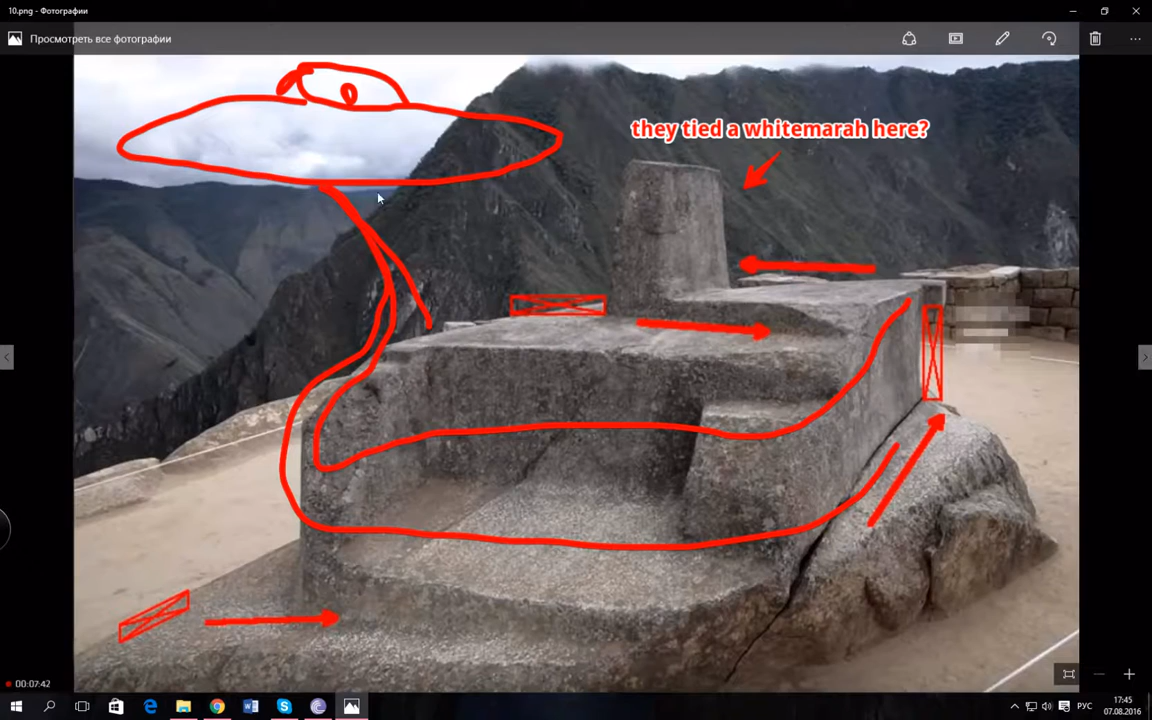 10.png - Фотографии
Просмотреть все фотографии
they tied a whitemarah here?
00:07:42
РУС
17:45
07.08.2016